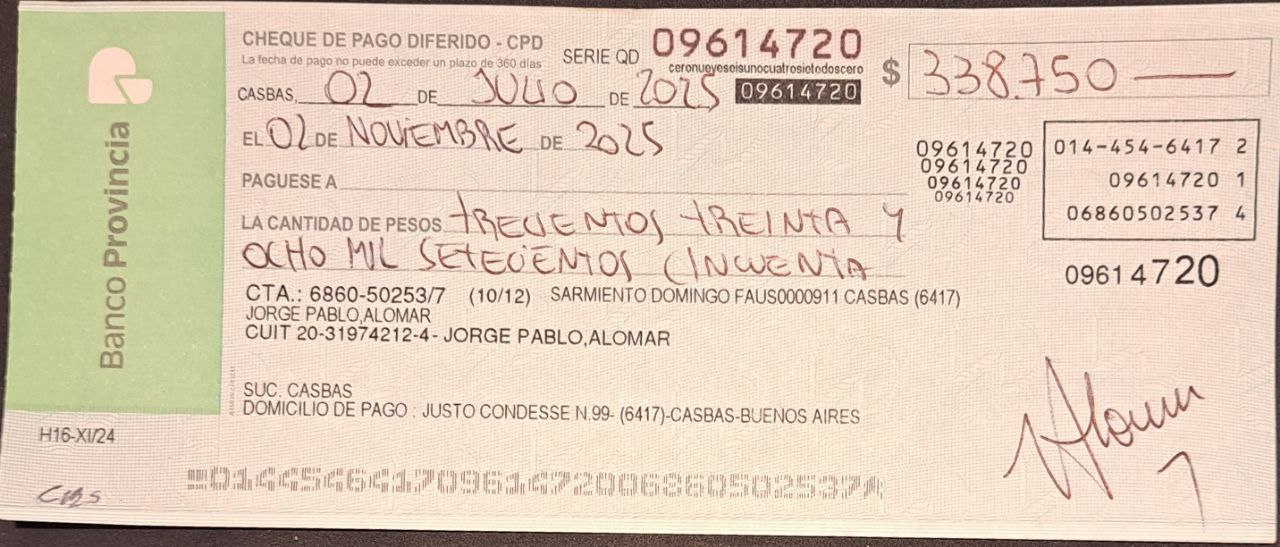 Banco Provincia
CHEQUE DE PAGO DIFERIDO - CPD
La fecha de pago no puede exceder un plazo de 360 días
SERIE QD 09614720
ceronueveseisunocuatrosietedoscero
09614720
$ 338.750
CASBAS, 02 DE JULIO DE 2025
EL 02 DE NOVIEMBRE DE 2025
PAGUESE A
09614720
09614720
09614720
09614720
014-454-6417 2
09614720 1
06860502537 4
09614720
LA CANTIDAD DE PESOS TRECIENTOS TREINTA Y
OCHO MIL SETECIENTOS CINCUENTA
CTA.: 6860-50253/7 (10/12) SARMIENTO DOMINGO FAUS0000911 CASBAS (6417)
JORGE PABLO,ALOMAR
CUIT 20-31974212-4- JORGE PABLO,ALOMAR
SUC. CASBAS
DOMICILIO DE PAGO : JUSTO CONDESSE N.99- (6417)-CASBAS-BUENOS AIRES
H16-XI/24
01445464170961472006860502537